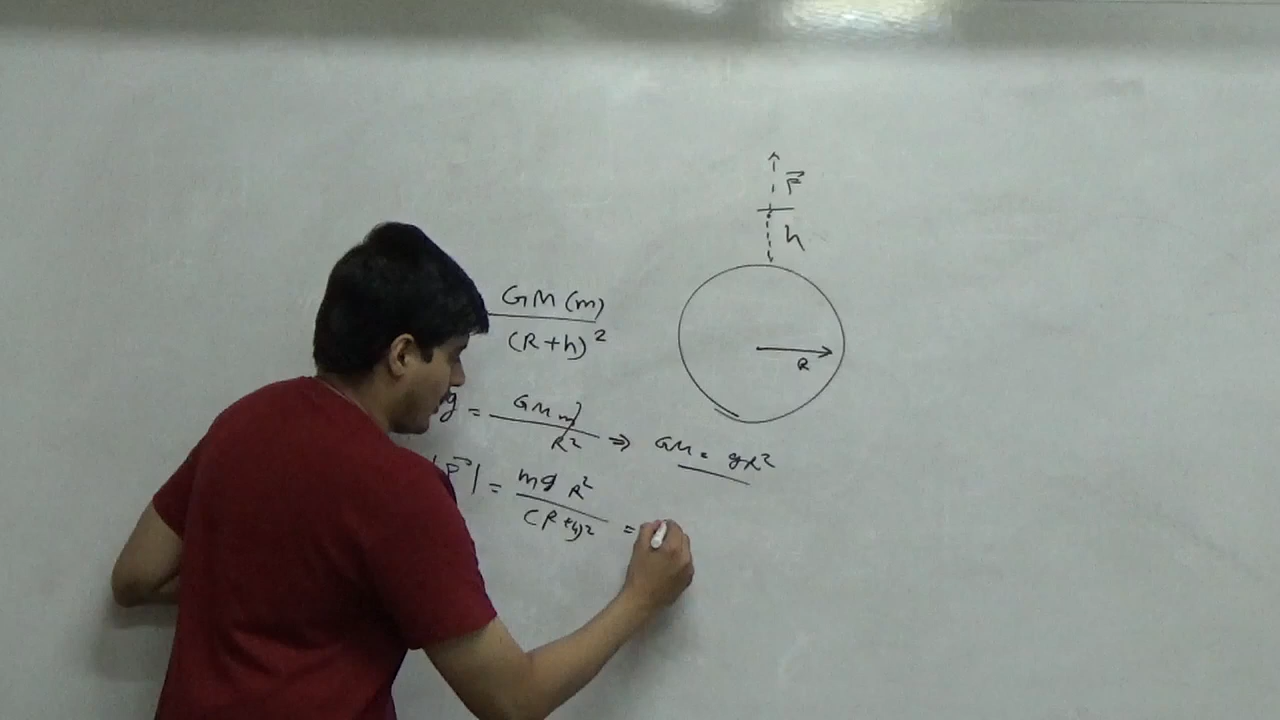 F⃗
h
R
GM(m)
(R+h)²
g = GMm/R² ⇒ GM = gR²
|F⃗| = mg R²/(R+h)² =